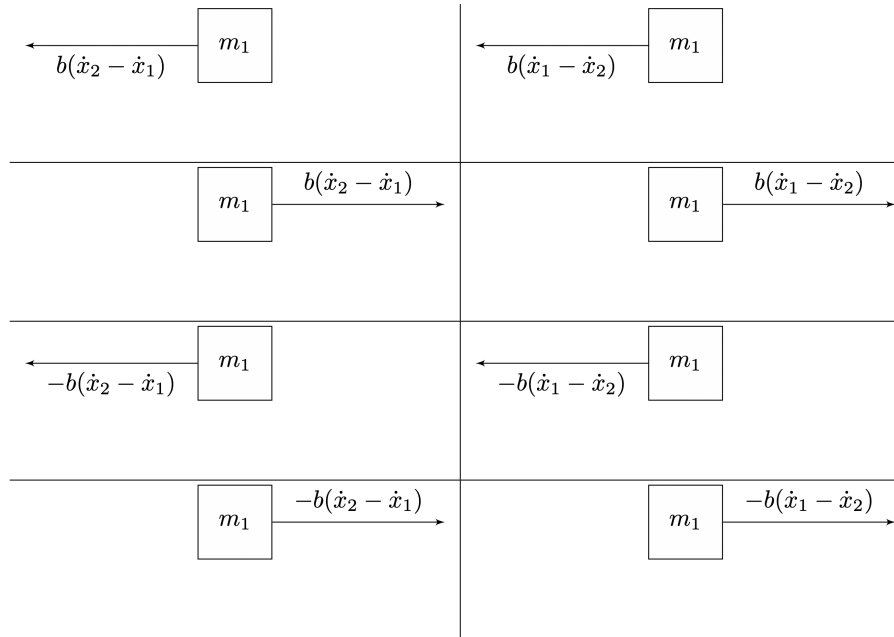 m₁ m₁
b(ẋ₂ − ẋ₁) b(ẋ₁ − ẋ₂)
b(ẋ₂ − ẋ₁) b(ẋ₁ − ẋ₂)
m₁ m₁
m₁ m₁
−b(ẋ₂ − ẋ₁) −b(ẋ₁ − ẋ₂)
−b(ẋ₂ − ẋ₁) −b(ẋ₁ − ẋ₂)
m₁ m₁